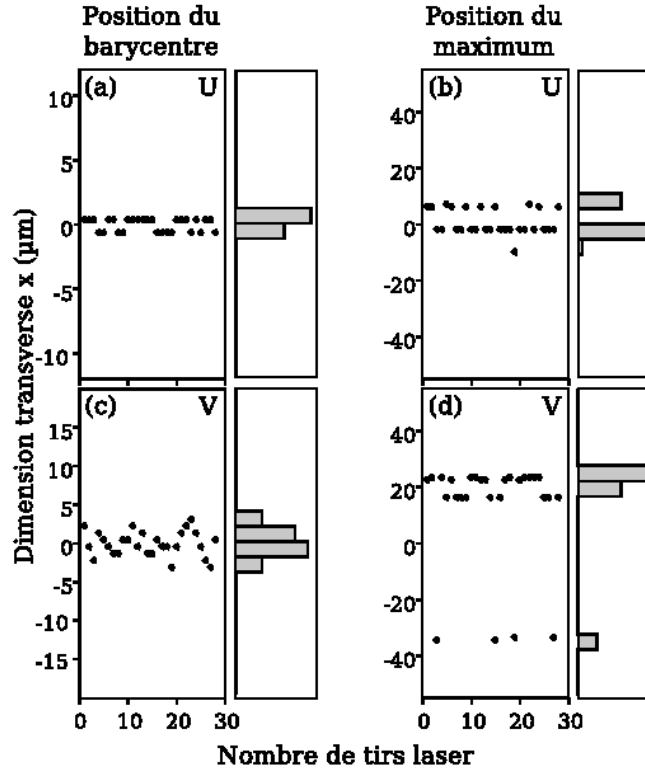 Position du
barycentre
Position du
maximum
(a) U
(b) U
10
5
0
-5
-10
40
20
0
-20
-40
(c) V
(d) V
15
10
5
0
-5
-10
-15
40
20
0
-20
-40
0 10 20 30
0 10 20 30
Dimension transverse x (µm)
Nombre de tirs laser